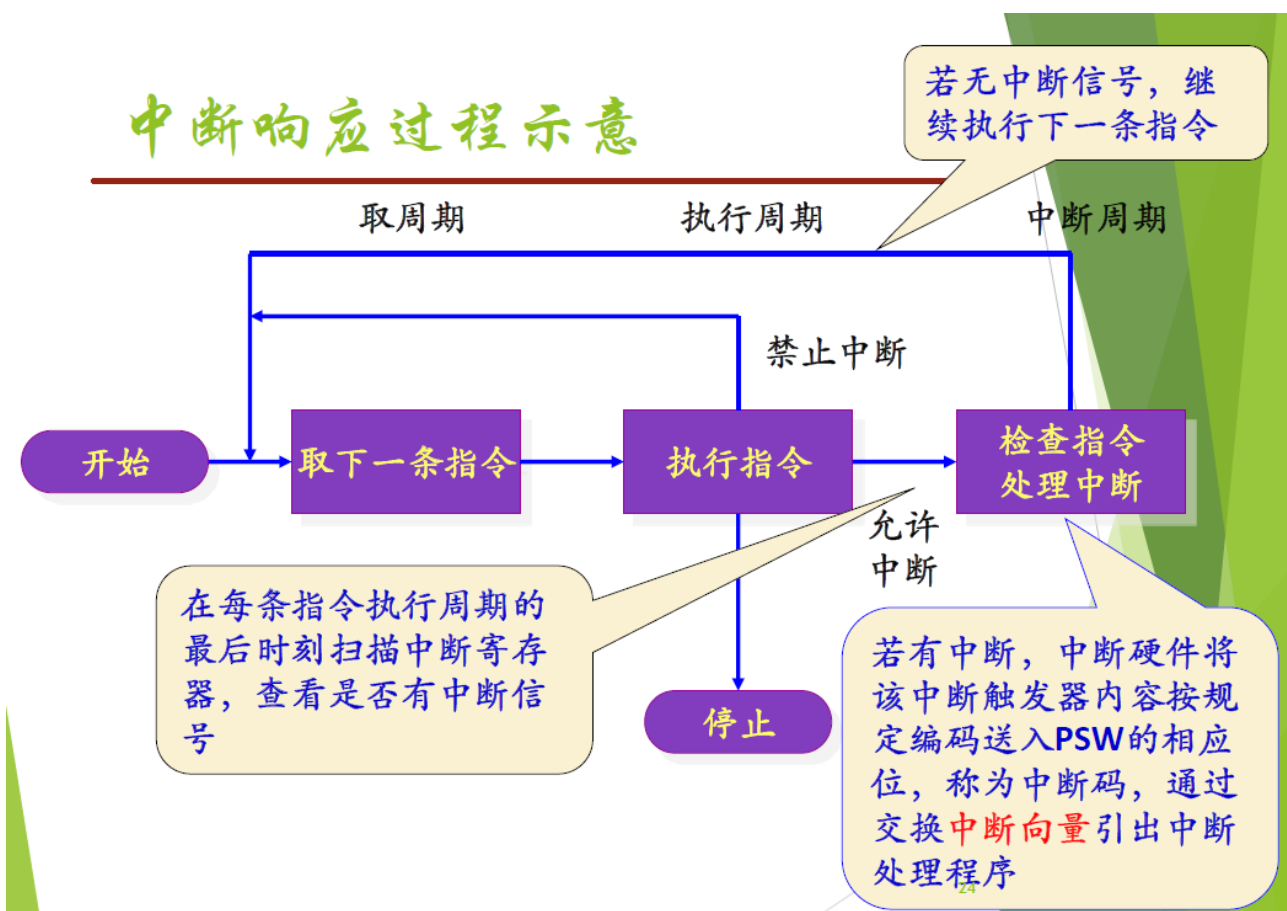 中断响应过程示意
若无中断信号，继
续执行下一条指令
取周期
执行周期
中断周期
禁止中断
开始
取下一条指令
执行指令
检查指令
处理中断
允许
中断
在每条指令执行周期的
最后时刻扫描中断寄存
器，查看是否有中断信
号
停止
若有中断，中断硬件将
该中断触发器内容按规
定编码送入PSW的相应
位，称为中断码，通过
交换中断向量引出中断
处理程序
24